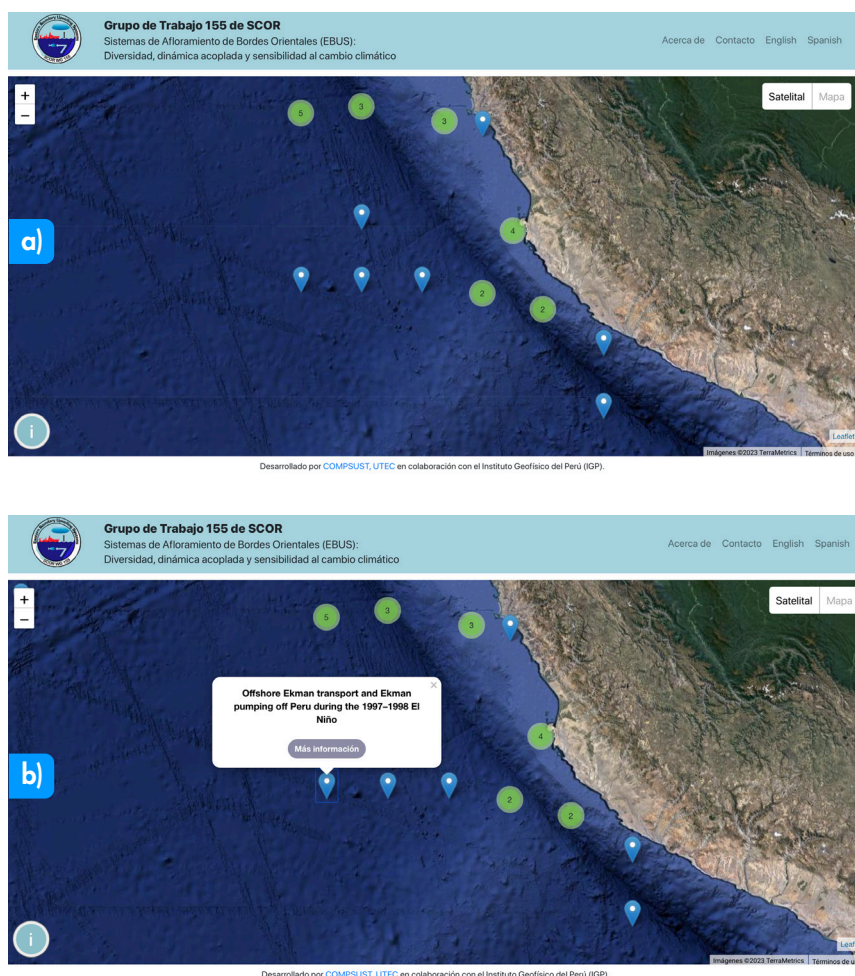 Grupo de Trabajo 155 de SCOR
Sistemas de Afloramiento de Bordes Orientales (EBUS):
Diversidad, dinámica acoplada y sensibilidad al cambio climático
Acerca de Contacto English Spanish
+
−
Satelital Mapa
5
3
3
4
2
2
a)
i
Leaflet
Imágenes ©2023 TerraMetrics Términos de uso
Desarrollado por COMPSUST, UTEC en colaboración con el Instituto Geofísico del Perú (IGP).
Grupo de Trabajo 155 de SCOR
Sistemas de Afloramiento de Bordes Orientales (EBUS):
Diversidad, dinámica acoplada y sensibilidad al cambio climático
Acerca de Contacto English Spanish
+
−
Satelital Mapa
5
3
3
Offshore Ekman transport and Ekman
pumping off Peru during the 1997–1998 El
Niño
×
Más información
4
2
2
b)
i
Leaf
Imágenes ©2023 TerraMetrics Términos de u
Desarrollado por COMPSUST, UTEC en colaboración con el Instituto Geofísico del Perú (IGP).